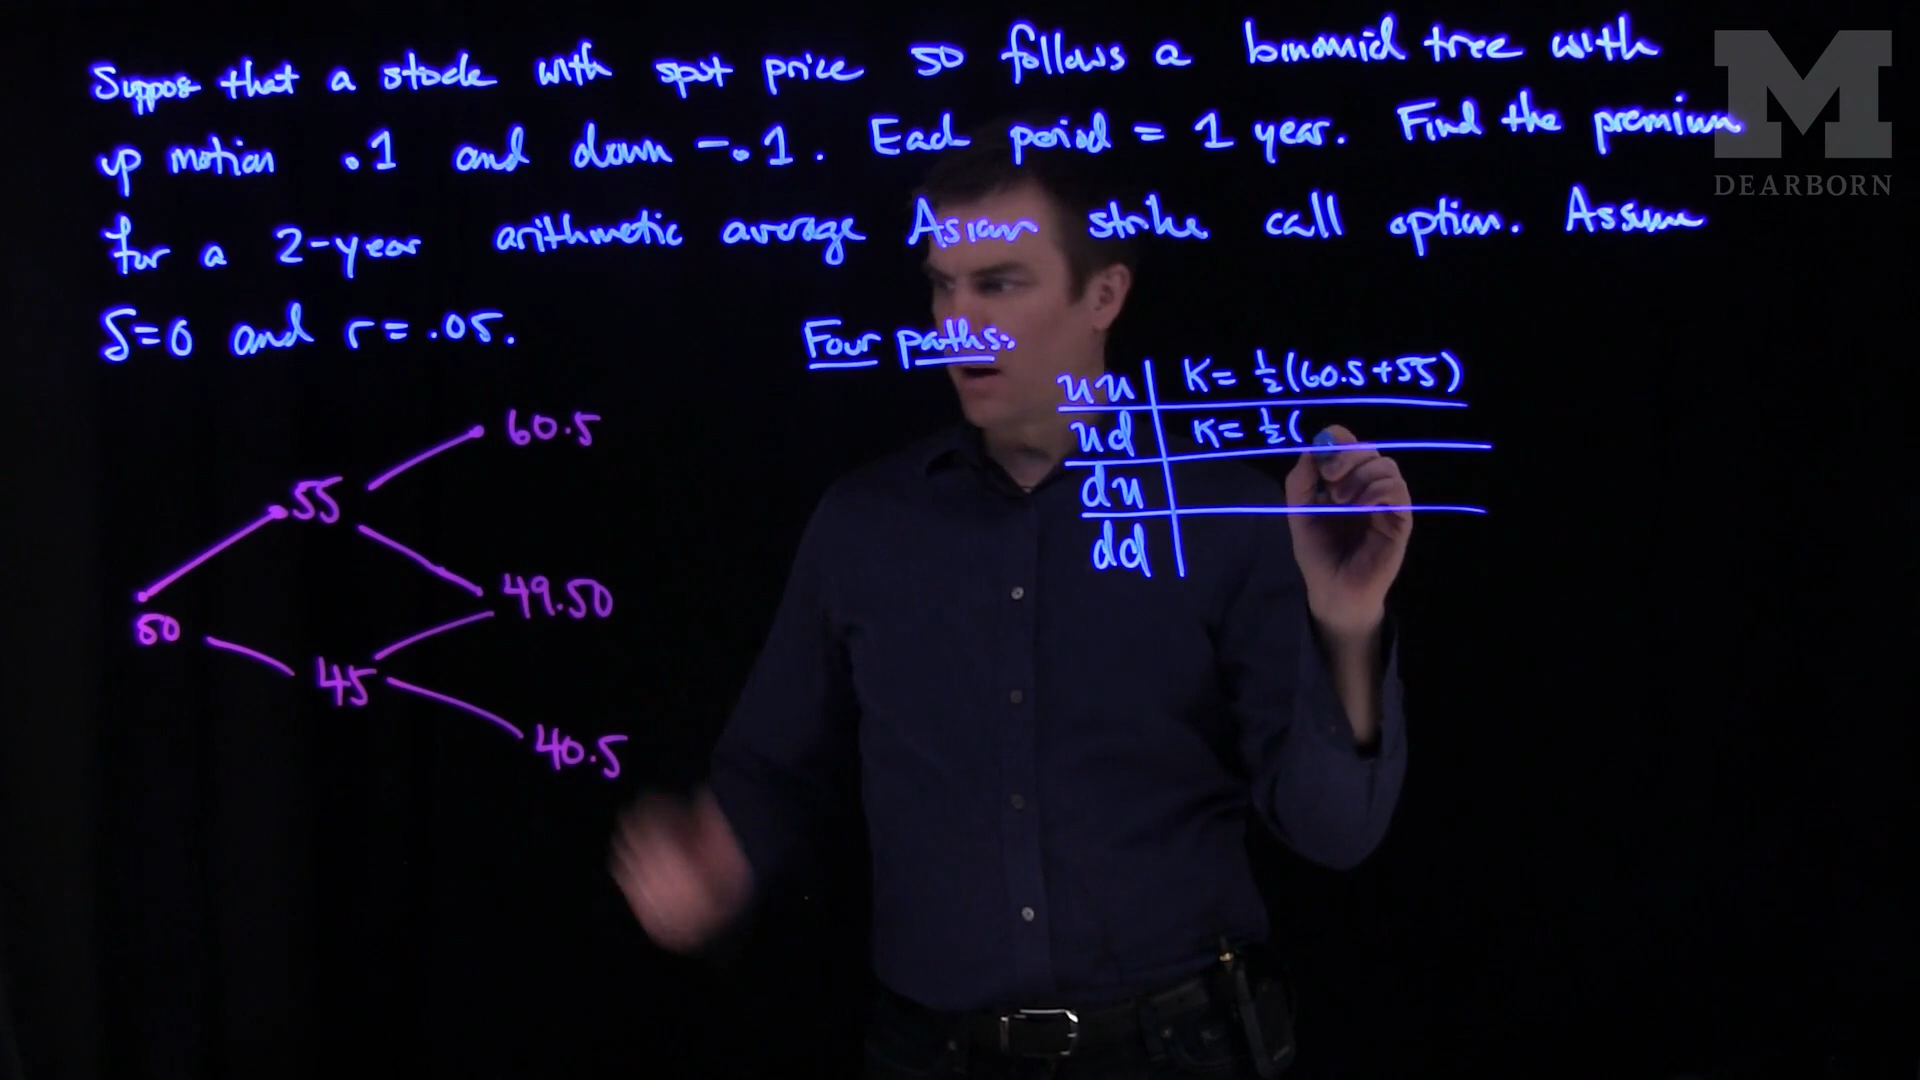 Suppose that a stock with spot price 50 follows a binomial tree with
up motion .1 and down -.1. Each period = 1 year. Find the premium
for a 2-year arithmetic average Asian strike call option. Assume
δ=0 and r=.05.
Four paths:
uu K= 1/2(60.5+55)
ud K= 1/2(
du
dd
60.5
55
49.50
50
45
40.5
M
DEARBORN